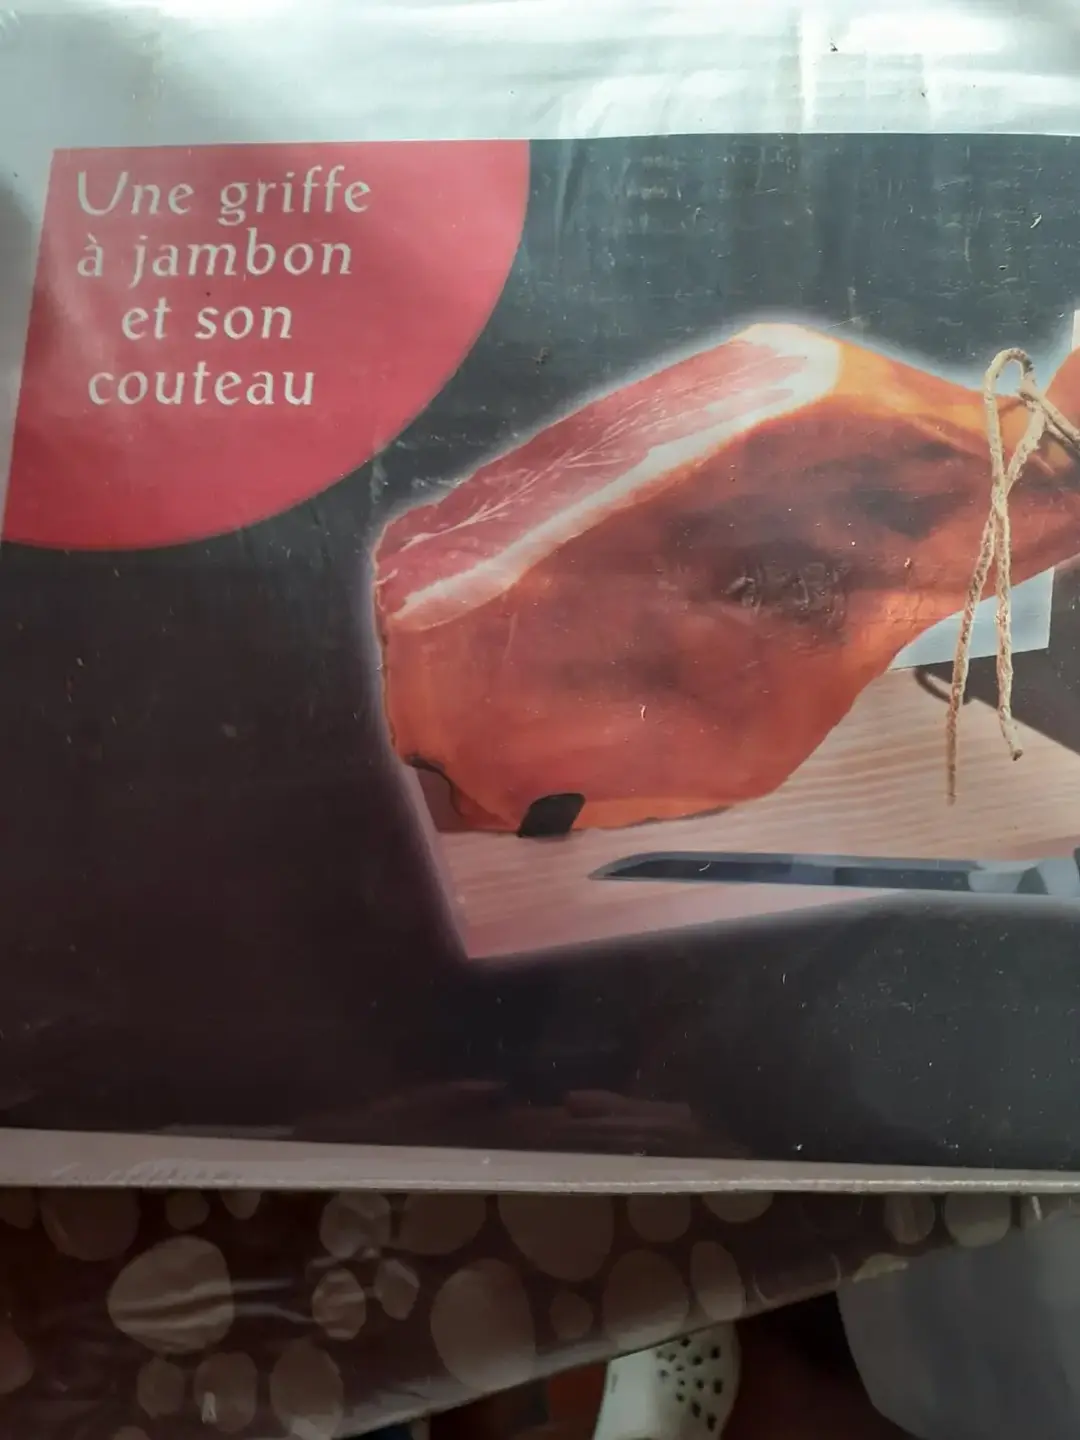 Une griffe
à jambon
et son
couteau